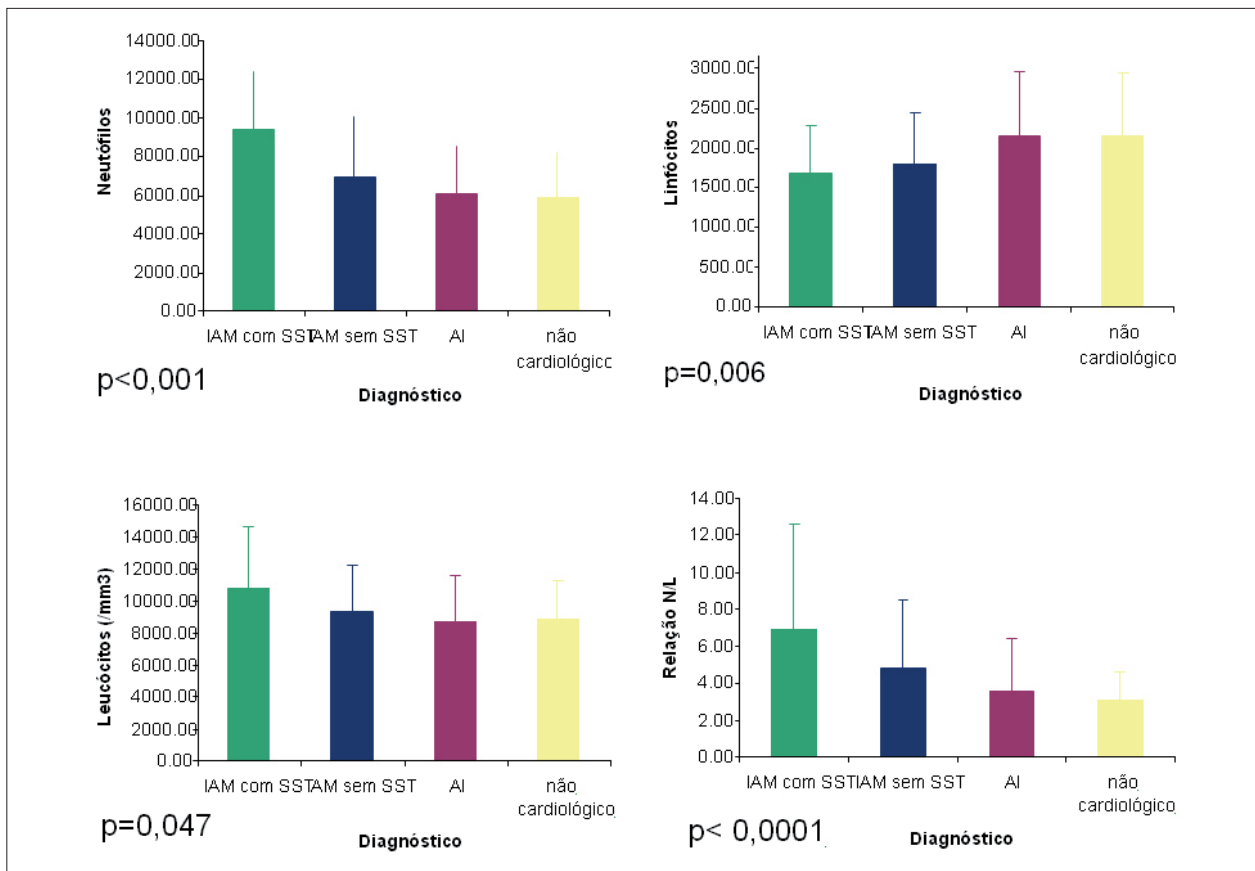 14000.00
12000.00
10000.00
8000.00
6000.00
4000.00
2000.00
0.00
Neutófilos
IAM com SST
IAM sem SST
AI
não
cardiológicc
p<0,001
Diagnóstico
3000.00
2500.00
2000.00
1500.00
1000.00
500.00
0.00
Linfócitos
IAM com SST
IAM sem SST
AI
não
cardiológico
p=0,006
Diagnóstico
16000.00
14000.00
12000.00
10000.00
8000.00
6000.00
4000.00
2000.00
0.00
Leucócitos (/mm3)
IAM com SST
IAM sem SST
AI
não
cardiológico
p=0,047
Diagnóstico
14.00
12.00
10.00
8.00
6.00
4.00
2.00
0.00
Relação N/L
IAM com SST
IAM sem SST
AI
não
cardiológico
p< 0,0001
Diagnóstico